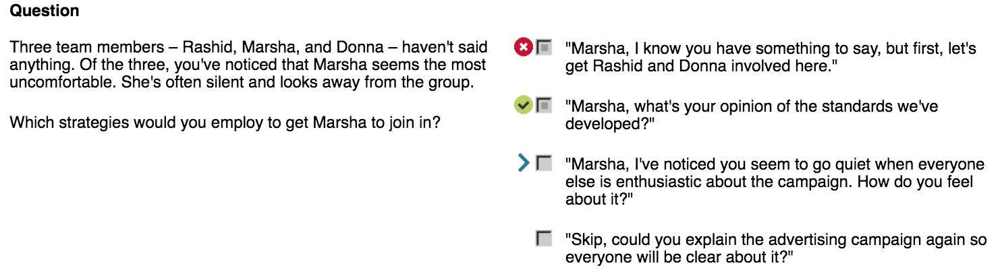 Question
Three team members – Rashid, Marsha, and Donna – haven't said
anything. Of the three, you've noticed that Marsha seems the most
uncomfortable. She's often silent and looks away from the group.
Which strategies would you employ to get Marsha to join in?
"Marsha, I know you have something to say, but first, let's
get Rashid and Donna involved here."
"Marsha, what's your opinion of the standards we've
developed?"
"Marsha, I've noticed you seem to go quiet when everyone
else is enthusiastic about the campaign. How do you feel
about it?"
"Skip, could you explain the advertising campaign again so
everyone will be clear about it?"